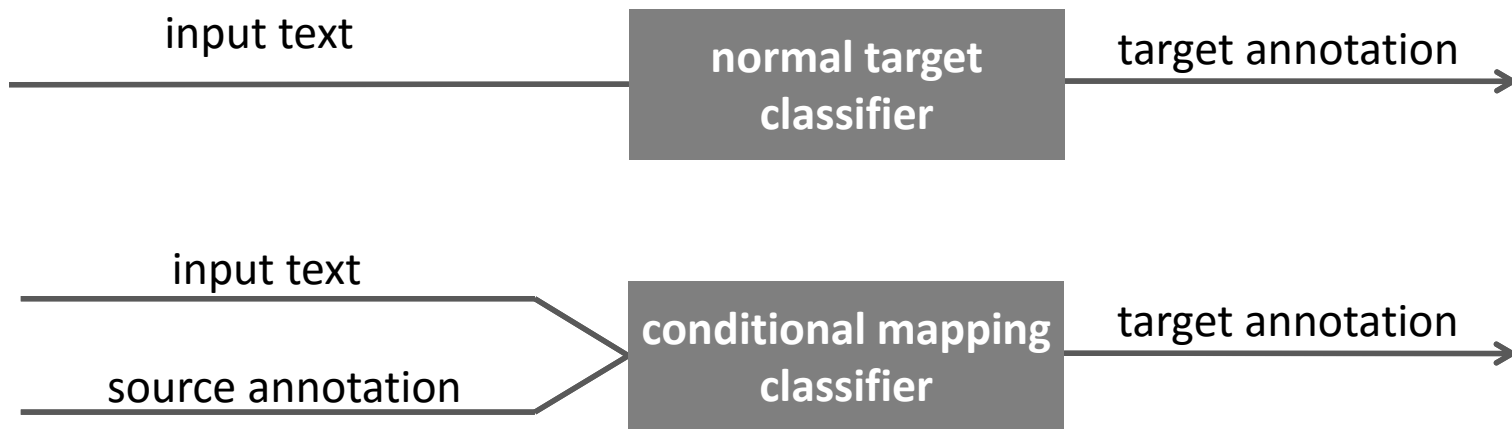 input text
normal target
classifier
target annotation
input text
source annotation
conditional mapping
classifier
target annotation